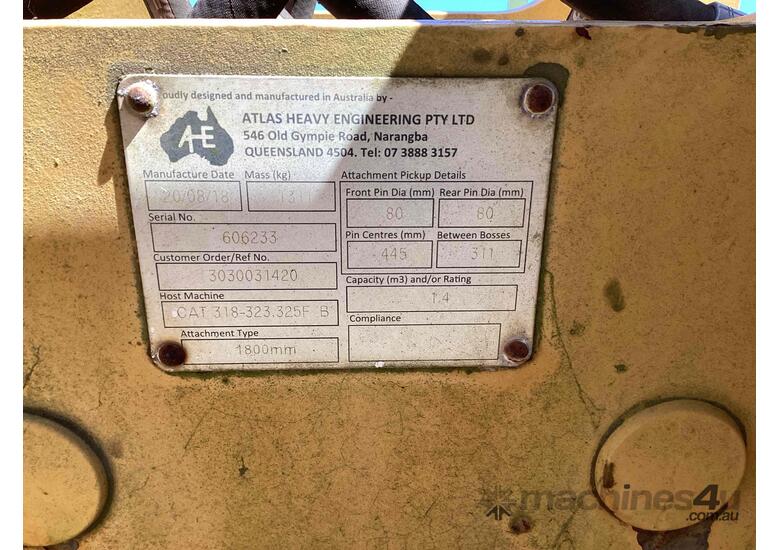 oudly designed and manufactured in Australia by -
AHE
ATLAS HEAVY ENGINEERING PTY LTD
546 Old Gympie Road, Narangba
QUEENSLAND 4504. Tel: 07 3888 3157
Manufacture Date Mass (kg)
20/08/18 1311
Serial No.
606233
Customer Order/Ref No.
3030031420
Host Machine
CAT 318-323.325F B
Attachment Type
1800mm
Attachment Pickup Details
Front Pin Dia (mm) Rear Pin Dia (mm)
80 80
Pin Centres (mm) Between Bosses
445 311
Capacity (m3) and/or Rating
1.4
Compliance
machines4u
.com.au